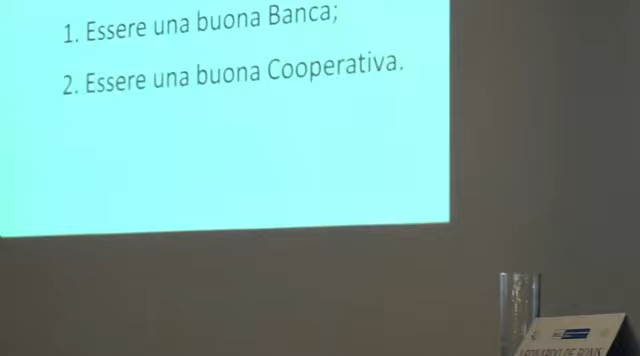 1. Essere una buona Banca;
2. Essere una buona Cooperativa.